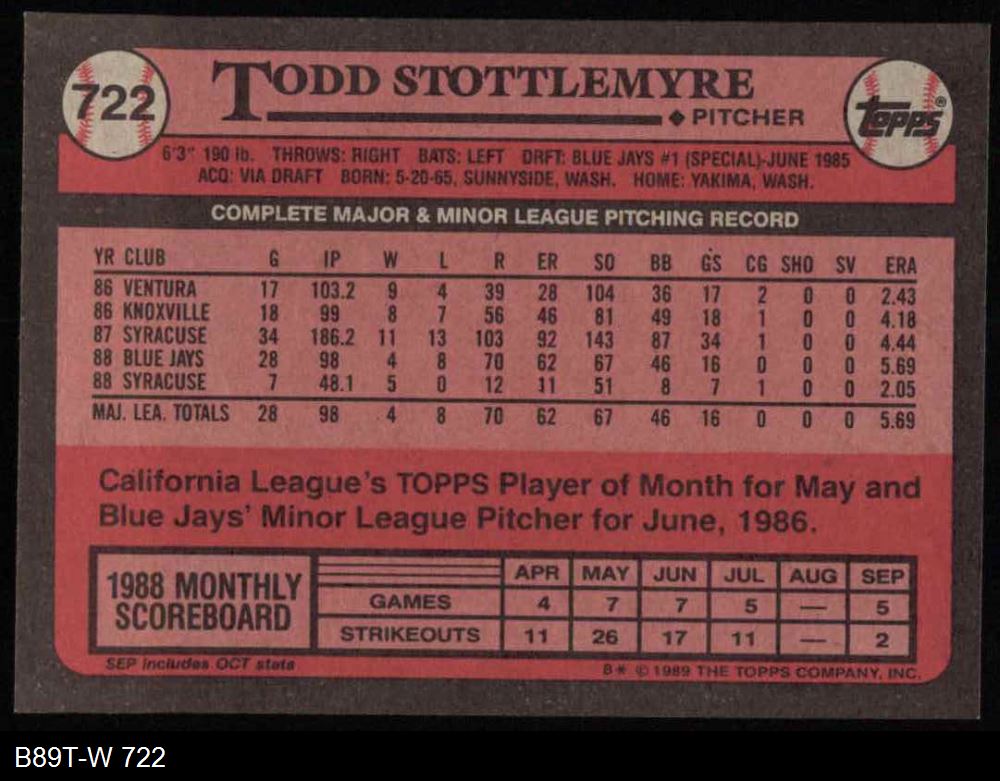 722
TODD STOTTLEMYRE
◆ PITCHER
TOPPS®
6'3" 190 lb. THROWS: RIGHT BATS: LEFT DRFT: BLUE JAYS #1 (SPECIAL)-JUNE 1985
ACQ: VIA DRAFT BORN: 5-20-65, SUNNYSIDE, WASH. HOME: YAKIMA, WASH.
COMPLETE MAJOR & MINOR LEAGUE PITCHING RECORD
YR CLUB G IP W L R ER SO BB GS CG SHO SV ERA
86 VENTURA 17 103.2 9 4 39 28 104 36 17 2 0 0 2.43
86 KNOXVILLE 18 99 8 7 56 46 81 49 18 1 0 0 4.18
87 SYRACUSE 34 186.2 11 13 103 92 143 87 34 1 0 0 4.44
88 BLUE JAYS 28 98 4 8 70 62 67 46 16 0 0 0 5.69
88 SYRACUSE 7 48.1 5 0 12 11 51 8 7 1 0 0 2.05
MAJ. LEA. TOTALS 28 98 4 8 70 62 67 46 16 0 0 0 5.69
California League's TOPPS Player of Month for May and
Blue Jays' Minor League Pitcher for June, 1986.
1988 MONTHLY
SCOREBOARD
APR MAY JUN JUL AUG SEP
GAMES 4 7 7 5 — 5
STRIKEOUTS 11 26 17 11 — 2
SEP includes OCT stats
B* © 1989 THE TOPPS COMPANY, INC.
B89T-W 722